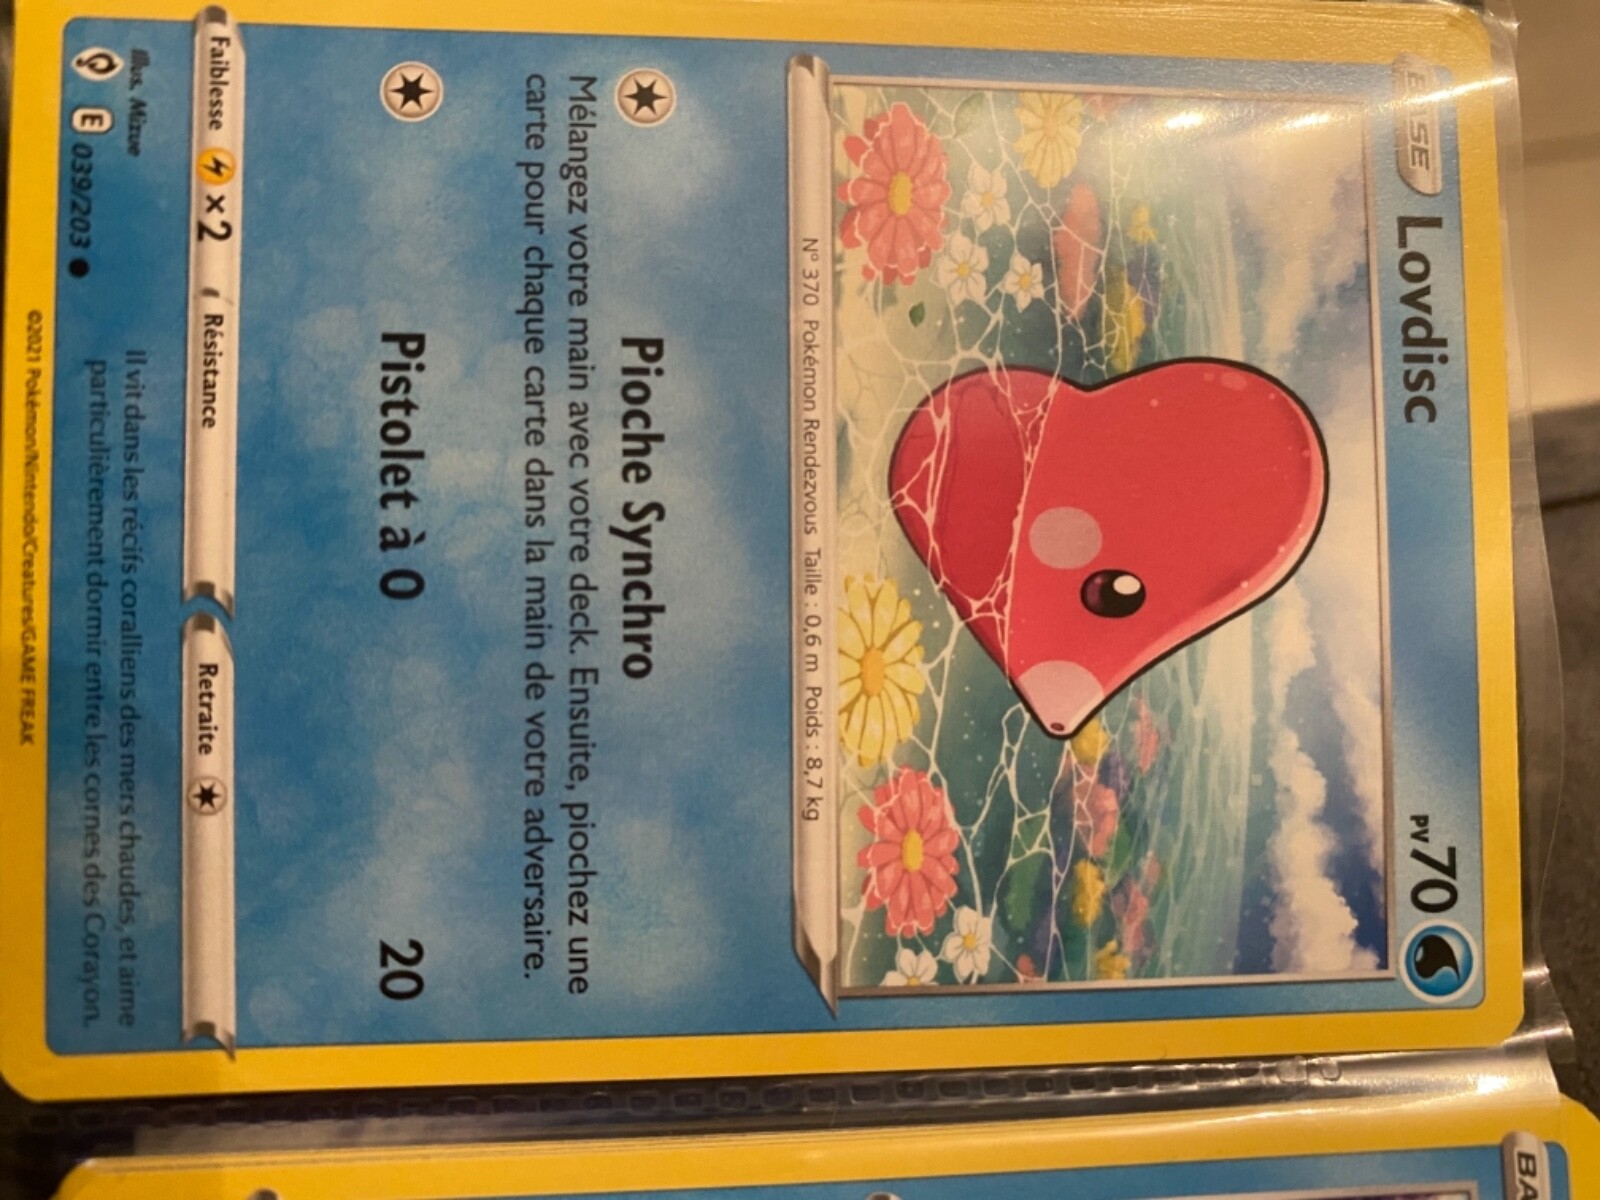 BASE Lovdisc PV 70
N° 370 Pokémon Rendezvous Taille : 0,6 m Poids : 8,7 kg
Pioche Synchro
Mélangez votre main avec votre deck. Ensuite, piochez une
carte pour chaque carte dans la main de votre adversaire.
Pistolet à O 20
Faiblesse ×2 Résistance Retraite
Illus. Mizue
E 039/203
Il vit dans les récifs coralliens des mers chaudes, et aime
particulièrement dormir entre les cornes des Corayon.
©2021 Pokémon/Nintendo/Creatures/GAME FREAK
BA